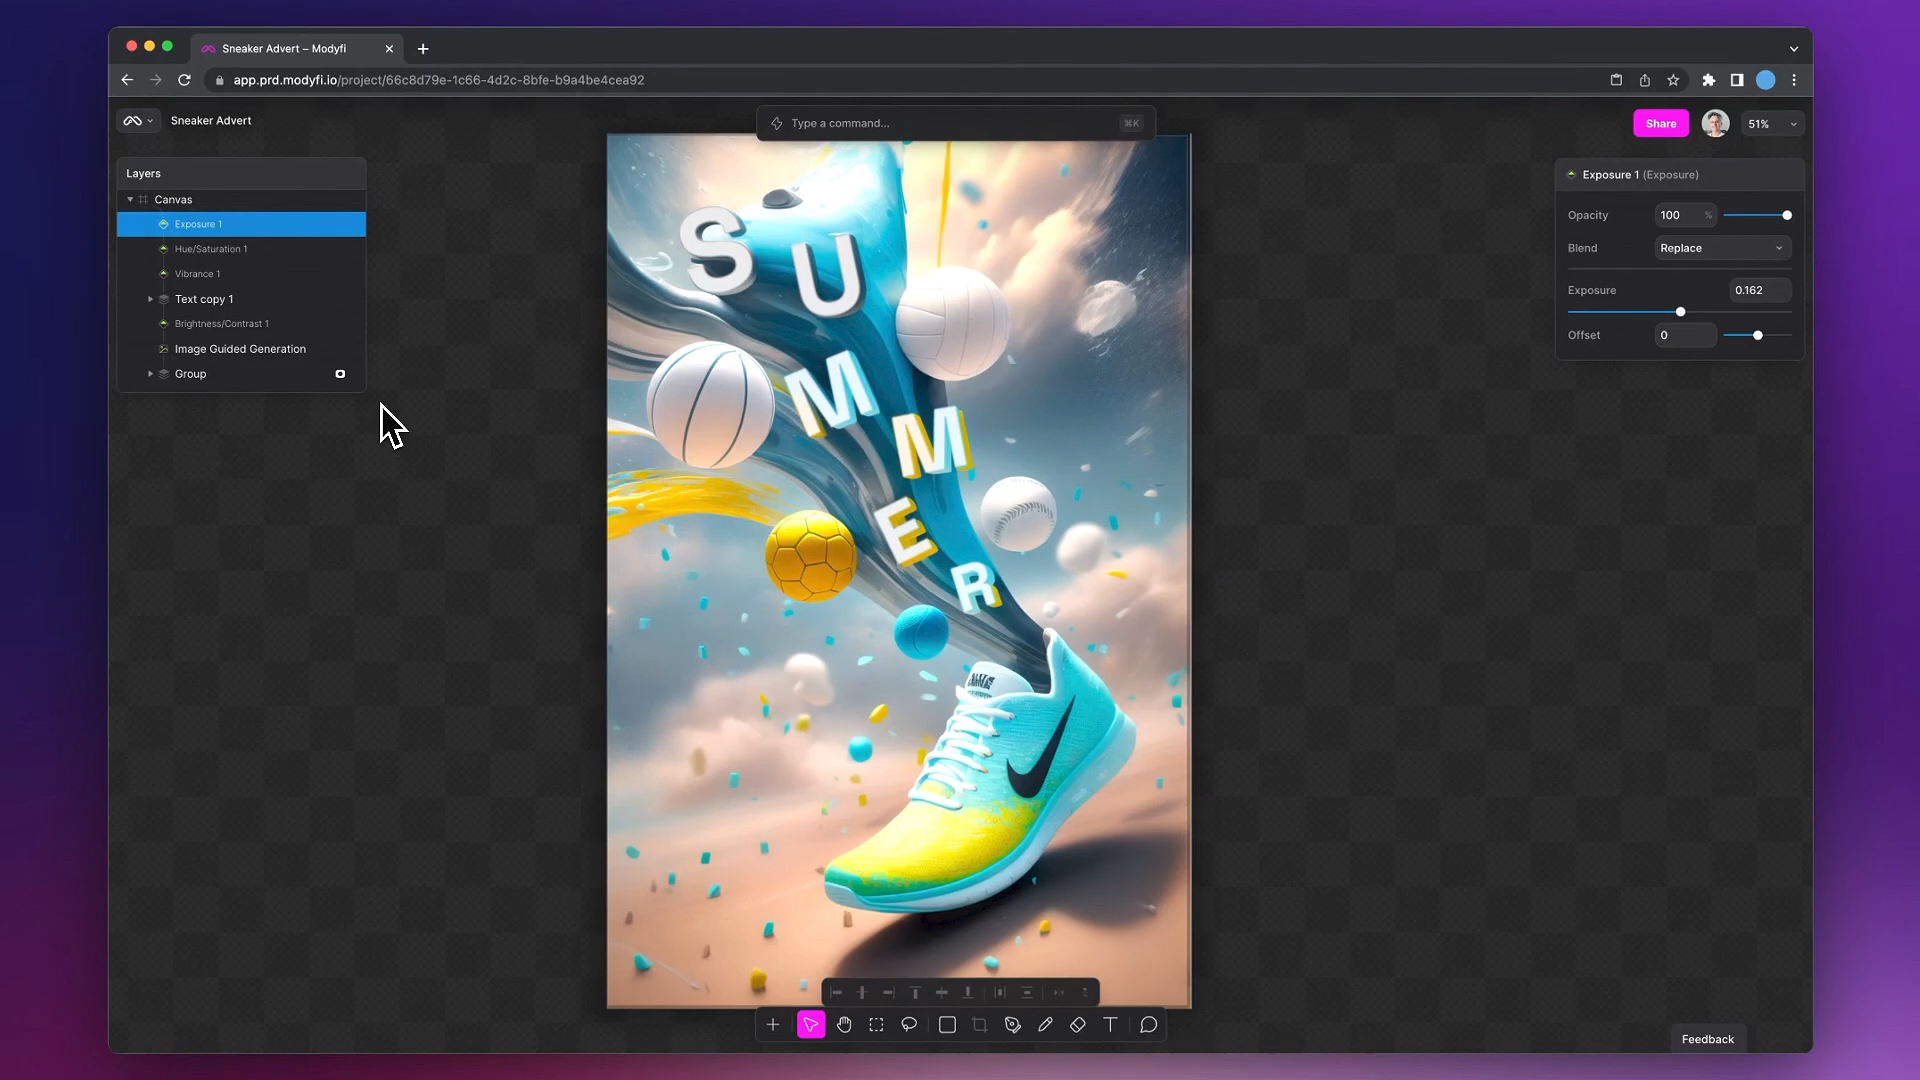 Sneaker Advert – Modyfi
app.prd.modyfi.io/project/66c8d79e-1c66-4d2c-8bfe-b9a4be4cea92
Sneaker Advert
Type a command...
⌘K
Share
51%
Layers
Canvas
Exposure 1
Hue/Saturation 1
Vibrance 1
Text copy 1
Brightness/Contrast 1
Image Guided Generation
Group
SUMMER
Exposure 1 (Exposure)
Opacity 100 %
Blend Replace
Exposure 0.162
Offset 0
Feedback